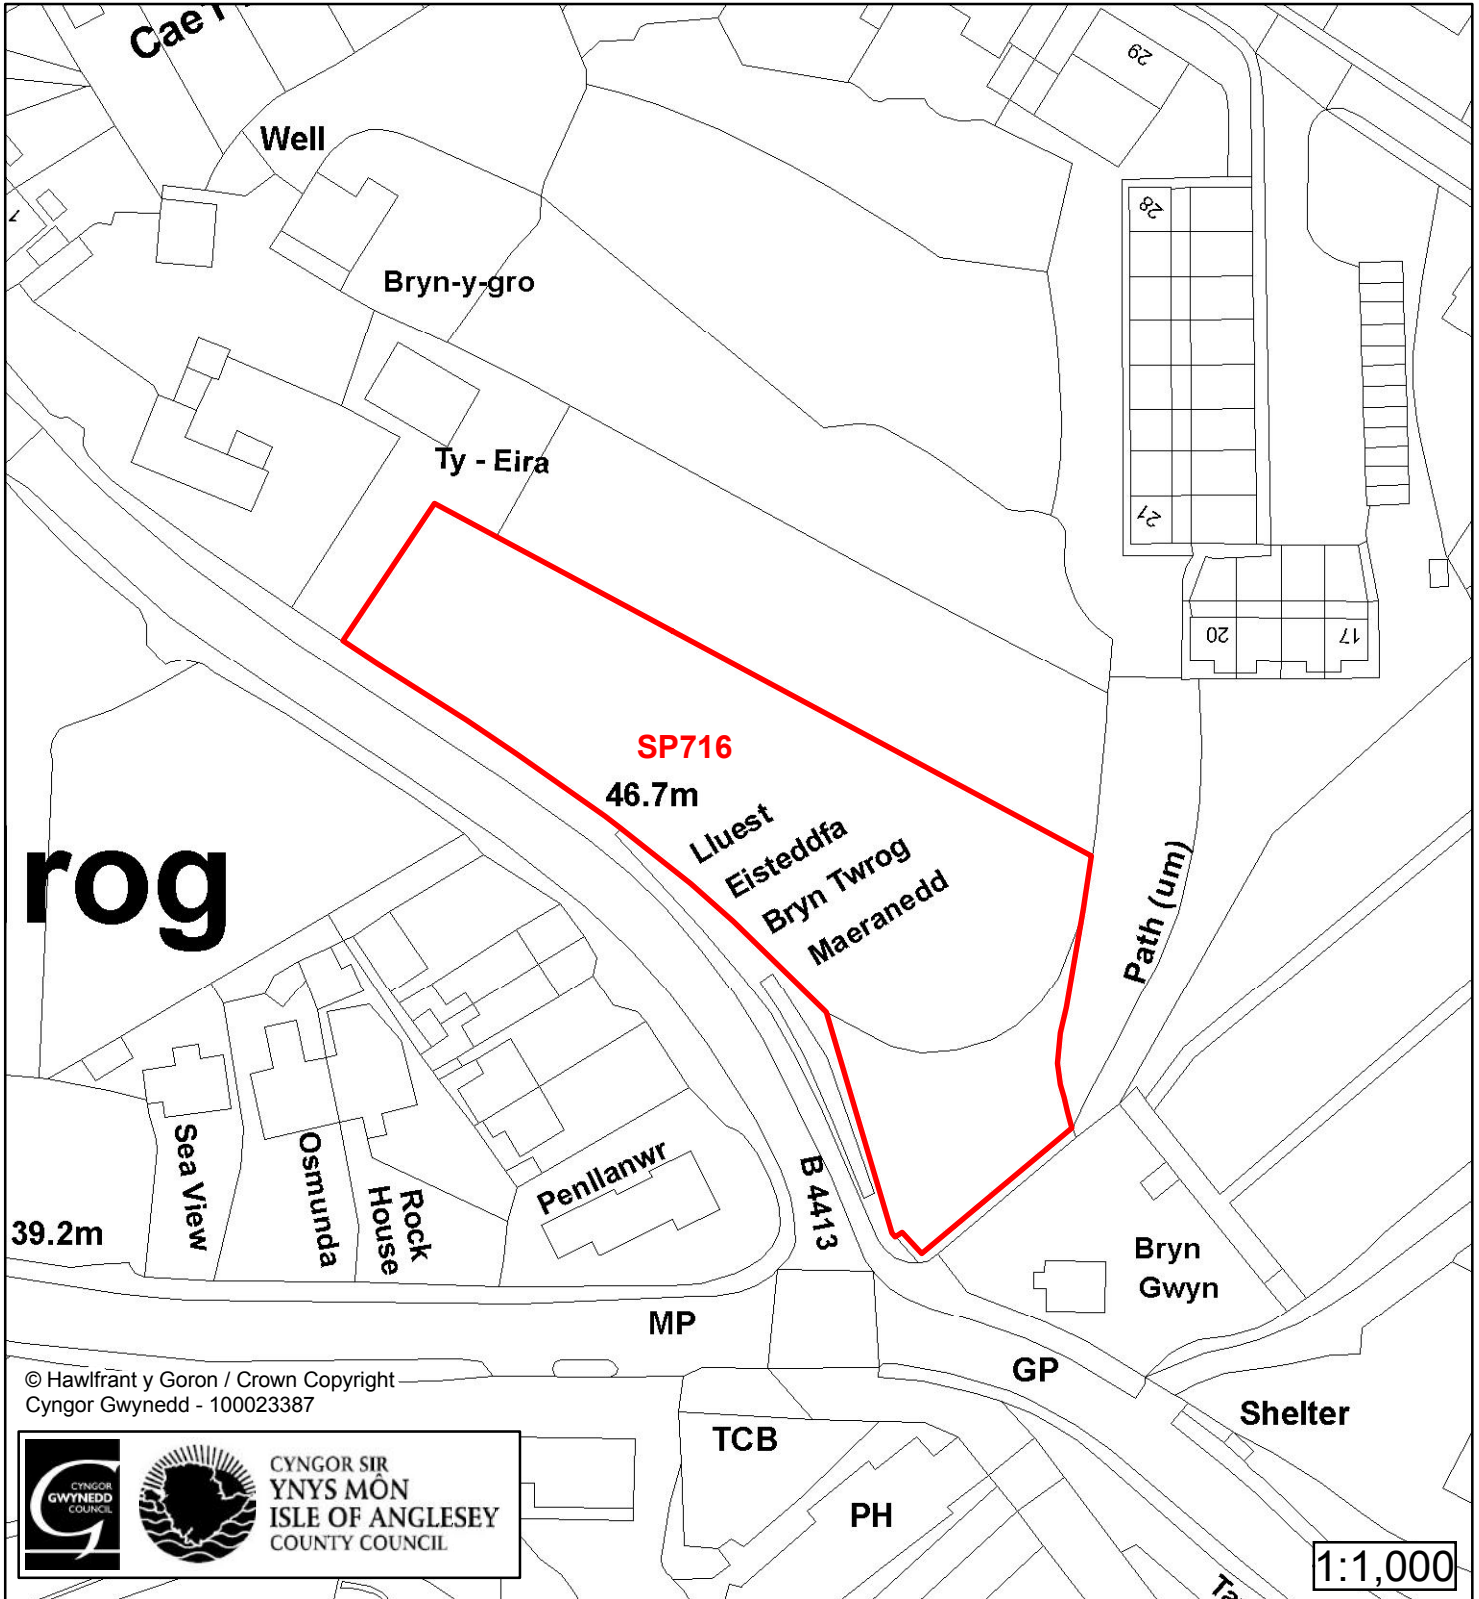 29
Well
28
Bryn-y-gro
Ty - Eira
21
20
17
SP716
46.7m
Lluest
Eisteddfa
Bryn Twrog
Maeranedd
rog
Path (um)
Sea View
Osmunda
Rock
House
Penllanwr
B 4413
39.2m
Bryn
Gwyn
MP
GP
© Hawlfrant y Goron / Crown Copyright
Cyngor Gwynedd - 100023387
Shelter
TCB
PH
CYNGOR
GWYNEDD
COUNCIL
CYNGOR SIR
YNYS MÔN
ISLE OF ANGLESEY
COUNTY COUNCIL
1:1,000